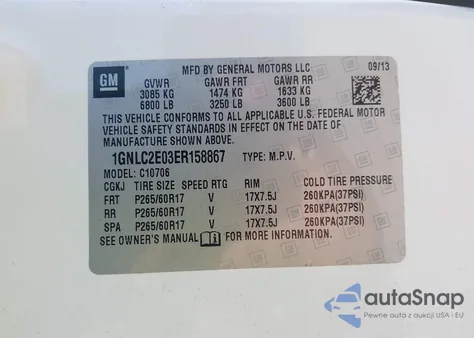 MFD BY GENERAL MOTORS LLC 09/13
GM
GVWR GAWR FRT GAWR RR
3085 KG 1474 KG 1633 KG
6800 LB 3250 LB 3600 LB
THIS VEHICLE CONFORMS TO ALL APPLICABLE U.S. FEDERAL MOTOR
VEHICLE SAFETY STANDARDS IN EFFECT ON THE DATE OF
MANUFACTURE SHOWN ABOVE.
1GNLC2E03ER158867 TYPE: M.P.V.
MODEL: C10706
CGKJ TIRE SIZE SPEED RTG RIM COLD TIRE PRESSURE
FRT P265/60R17 V 17X7.5J 260KPA(37PSI)
RR P265/60R17 V 17X7.5J 260KPA(37PSI)
SPA P265/60R17 V 17X7.5J 260KPA(37PSI)
SEE OWNER'S MANUAL FOR MORE INFORMATION.
autoSnap
Pewne auta z aukcji USA i EU